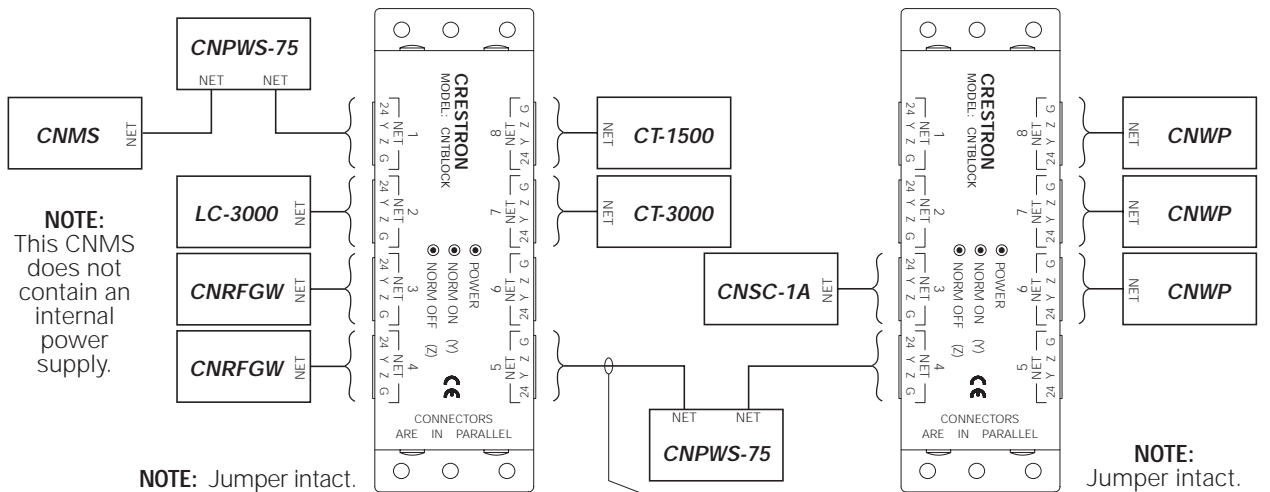 CNPWS-75
NET NET
CNMS
NET
NOTE:
This CNMS
does not
contain an
internal
power
supply.
LC-3000
NET
CNRFGW
NET
CNRFGW
NET
NOTE: Jumper intact.
CRESTRON
MODEL: CNTBLOCK
24 Y Z G
NET
1
24 Y Z G
NET
2
24 Y Z G
NET
3
24 Y Z G
NET
4
24 Y Z G
NET
8
24 Y Z G
NET
7
24 Y Z G
NET
6
24 Y Z G
NET
5
POWER
NORM ON (Y)
NORM OFF (Z)
CE
CONNECTORS
ARE IN PARALLEL
NET
CT-1500
NET
CT-3000
CNSC-1A
NET
NET NET
CNPWS-75
CRESTRON
MODEL: CNTBLOCK
24 Y Z G
NET
1
24 Y Z G
NET
2
24 Y Z G
NET
3
24 Y Z G
NET
4
24 Y Z G
NET
8
24 Y Z G
NET
7
24 Y Z G
NET
6
24 Y Z G
NET
5
POWER
NORM ON (Y)
NORM OFF (Z)
CE
CONNECTORS
ARE IN PARALLEL
NET
CNWP
NET
CNWP
NET
CNWP
NOTE:
Jumper intact.